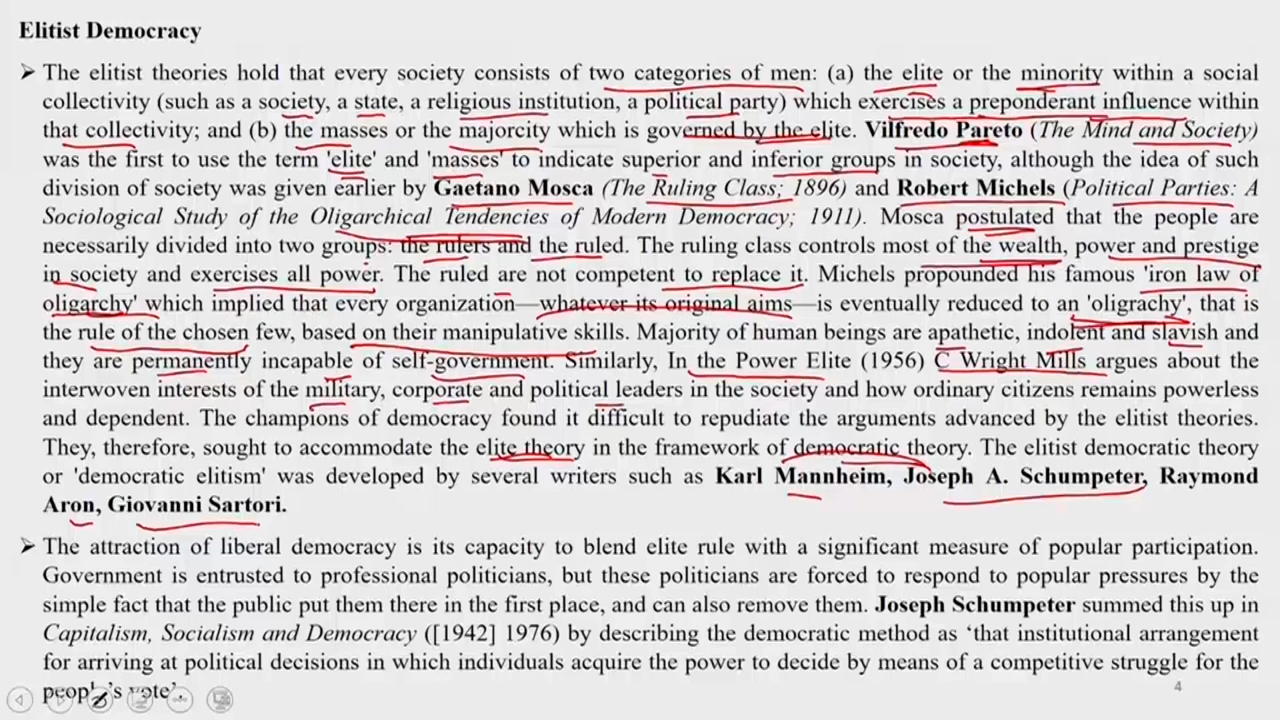 Elitist Democracy
➢ The elitist theories hold that every society consists of two categories of men: (a) the elite or the minority within a social
collectivity (such as a society, a state, a religious institution, a political party) which exercises a preponderant influence within
that collectivity; and (b) the masses or the majorcity which is governed by the elite. Vilfredo Pareto (The Mind and Society)
was the first to use the term 'elite' and 'masses' to indicate superior and inferior groups in society, although the idea of such
division of society was given earlier by Gaetano Mosca (The Ruling Class; 1896) and Robert Michels (Political Parties: A
Sociological Study of the Oligarchical Tendencies of Modern Democracy; 1911). Mosca postulated that the people are
necessarily divided into two groups: the rulers and the ruled. The ruling class controls most of the wealth, power and prestige
in society and exercises all power. The ruled are not competent to replace it. Michels propounded his famous 'iron law of
oligarchy' which implied that every organization—whatever its original aims—is eventually reduced to an 'oligrachy', that is
the rule of the chosen few, based on their manipulative skills. Majority of human beings are apathetic, indolent and slavish and
they are permanently incapable of self-government. Similarly, In the Power Elite (1956) C Wright Mills argues about the
interwoven interests of the military, corporate and political leaders in the society and how ordinary citizens remains powerless
and dependent. The champions of democracy found it difficult to repudiate the arguments advanced by the elitist theories.
They, therefore, sought to accommodate the elite theory in the framework of democratic theory. The elitist democratic theory
or 'democratic elitism' was developed by several writers such as Karl Mannheim, Joseph A. Schumpeter, Raymond
Aron, Giovanni Sartori.
➢ The attraction of liberal democracy is its capacity to blend elite rule with a significant measure of popular participation.
Government is entrusted to professional politicians, but these politicians are forced to respond to popular pressures by the
simple fact that the public put them there in the first place, and can also remove them. Joseph Schumpeter summed this up in
Capitalism, Socialism and Democracy ([1942] 1976) by describing the democratic method as ‘that institutional arrangement
for arriving at political decisions in which individuals acquire the power to decide by means of a competitive struggle for the
people's vote’.
4